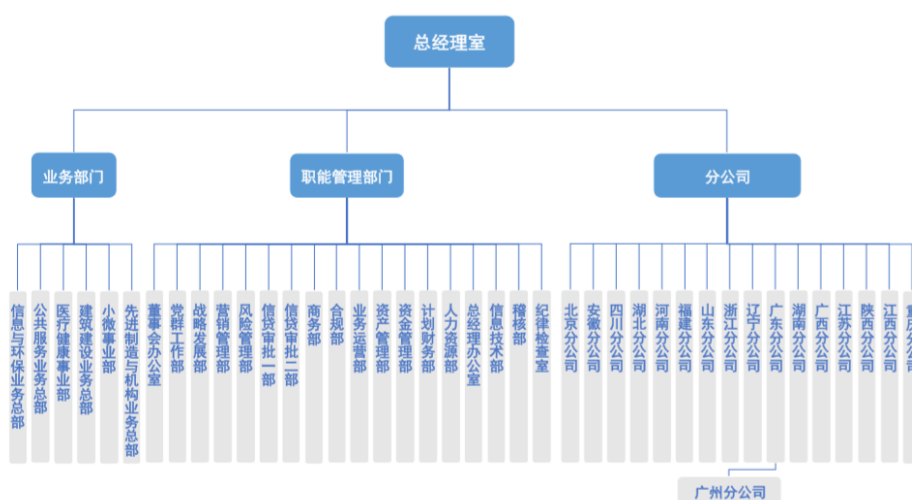 总经理室
业务部门
职能管理部门
分公司
信息与环保业务总部
公共服务业务总部
医疗健康事业部
建筑建设业务总部
小微事业部
先进制造与机构业务总部
董事会办公室
党群工作部
战略发展部
营销管理部
风险管理部
信贷审批一部
信贷审批二部
商务部
合规部
业务运营部
资产管理部
资金管理部
计划财务部
人力资源部
总经理办公室
信息技术部
稽核部
纪律检查室
北京分公司
安徽分公司
四川分公司
湖北分公司
河南分公司
福建分公司
山东分公司
浙江分公司
辽宁分公司
广东分公司
湖南分公司
广西分公司
江苏分公司
陕西分公司
江西分公司
重庆分公司
广州分公司